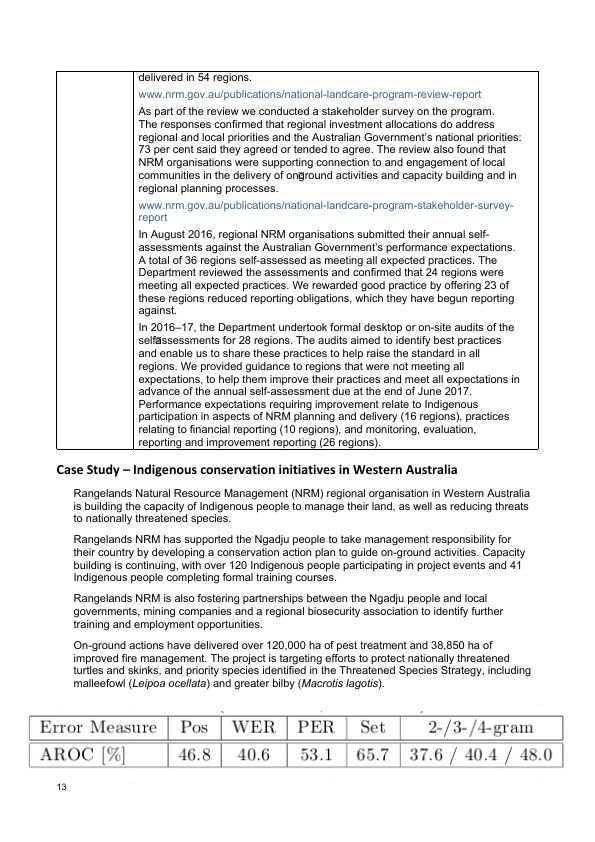 delivered in 54 regions.
www.nrm.gov.au/publications/national-landcare-program-review-report
As part of the review we conducted a stakeholder survey on the program.
The responses confirmed that regional investment allocations do address
regional and local priorities and the Australian Government's national priorities:
73 per cent said they agreed or tended to agree. The review also found that
NRM organisations were supporting connection to and engagement of local
communities in the delivery of on-ground activities and capacity building and in
regional planning processes.
www.nrm.gov.au/publications/national-landcare-program-stakeholder-survey-
report
In August 2016, regional NRM organisations submitted their annual self-
assessments against the Australian Government's performance expectations.
A total of 36 regions self-assessed as meeting all expected practices. The
Department reviewed the assessments and confirmed that 24 regions were
meeting all expected practices. We rewarded good practice by offering 23 of
these regions reduced reporting obligations, which they have begun reporting
against.
In 2016–17, the Department undertook formal desktop or on-site audits of the
self-assessments for 28 regions. The audits aimed to identify best practices
and enable us to share these practices to help raise the standard in all
regions. We provided guidance to regions that were not meeting all
expectations, to help them improve their practices and meet all expectations in
advance of the annual self-assessment due at the end of June 2017.
Performance expectations requiring improvement relate to Indigenous
participation in aspects of NRM planning and delivery (16 regions), practices
relating to financial reporting (10 regions), and monitoring, evaluation,
reporting and improvement reporting (26 regions).
Case Study – Indigenous conservation initiatives in Western Australia
Rangelands Natural Resource Management (NRM) regional organisation in Western Australia
is building the capacity of Indigenous people to manage their land, as well as reducing threats
to nationally threatened species.
Rangelands NRM has supported the Ngadju people to take management responsibility for
their country by developing a conservation action plan to guide on-ground activities. Capacity
building is continuing, with over 120 Indigenous people participating in project events and 41
Indigenous people completing formal training courses.
Rangelands NRM is also fostering partnerships between the Ngadju people and local
governments, mining companies and a regional biosecurity association to identify further
training and employment opportunities.
On-ground actions have delivered over 120,000 ha of pest treatment and 38,850 ha of
improved fire management. The project is targeting efforts to protect nationally threatened
turtles and skinks, and priority species identified in the Threatened Species Strategy, including
malleefowl (Leipoa ocellata) and greater bilby (Macrotis lagotis).
Error Measure Pos WER PER Set 2-/3-/4-gram
AROC [%] 46.8 40.6 53.1 65.7 37.6 / 40.4 / 48.0
13